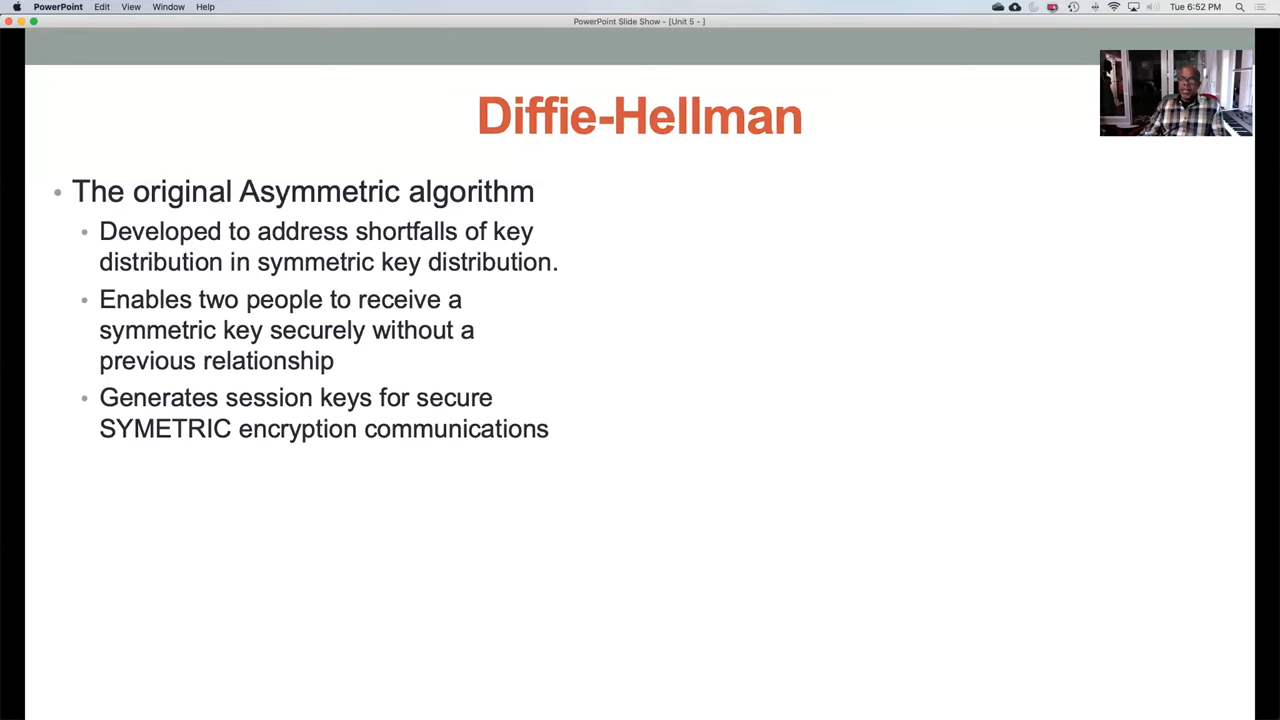 PowerPoint Edit View Window Help Tue 6:52 PM
PowerPoint Slide Show - [Unit 5 - ]
Diffie-Hellman
• The original Asymmetric algorithm
• Developed to address shortfalls of key
distribution in symmetric key distribution.
• Enables two people to receive a
symmetric key securely without a
previous relationship
• Generates session keys for secure
SYMETRIC encryption communications